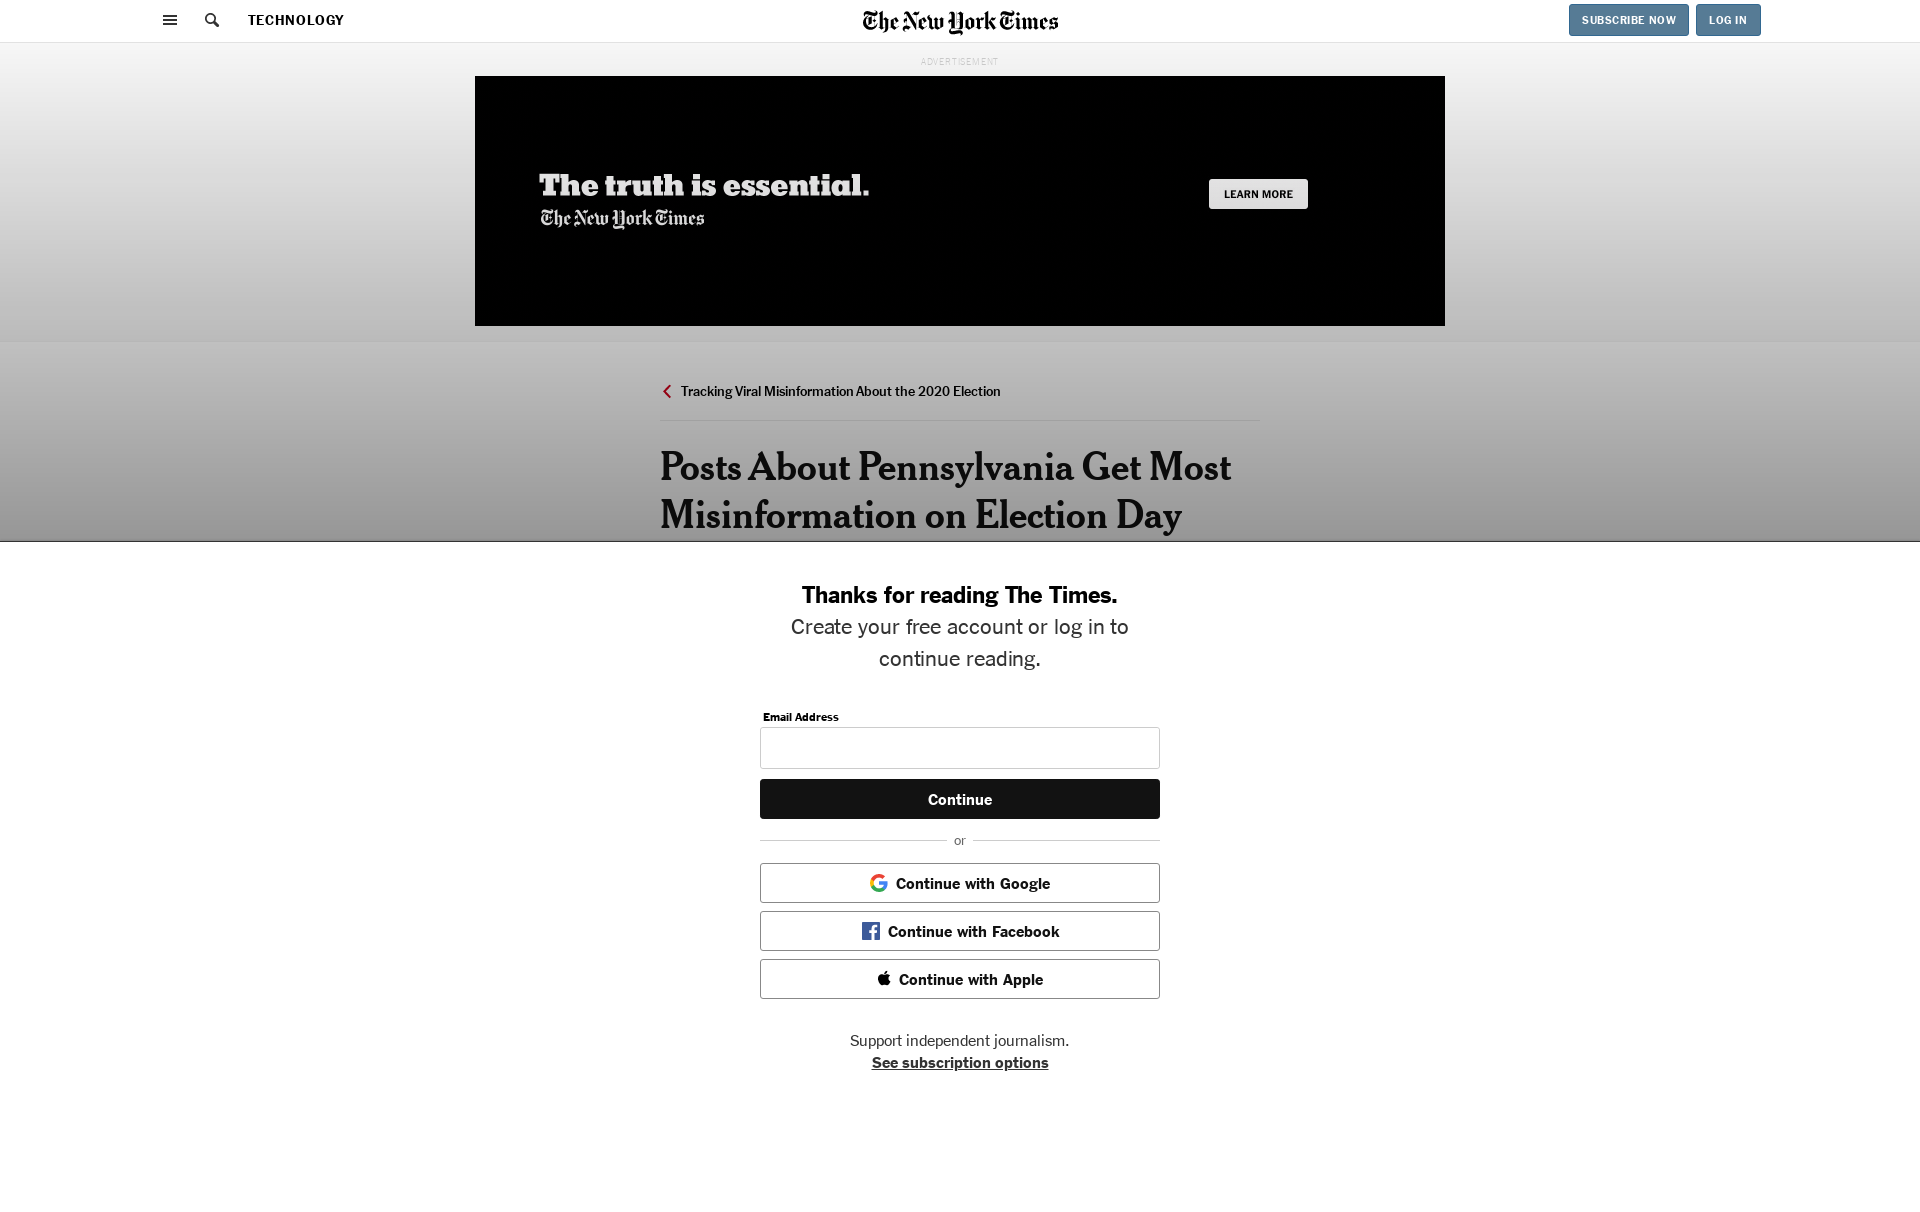 TECHNOLOGY
The New York Times
SUBSCRIBE NOW
LOG IN
ADVERTISEMENT
The truth is essential.
The New York Times
LEARN MORE
Tracking Viral Misinformation About the 2020 Election
Posts About Pennsylvania Get Most
Misinformation on Election Day
Thanks for reading The Times.
Create your free account or log in to
continue reading.
Email Address
Continue
or
Continue with Google
Continue with Facebook
Continue with Apple
Support independent journalism.
See subscription options